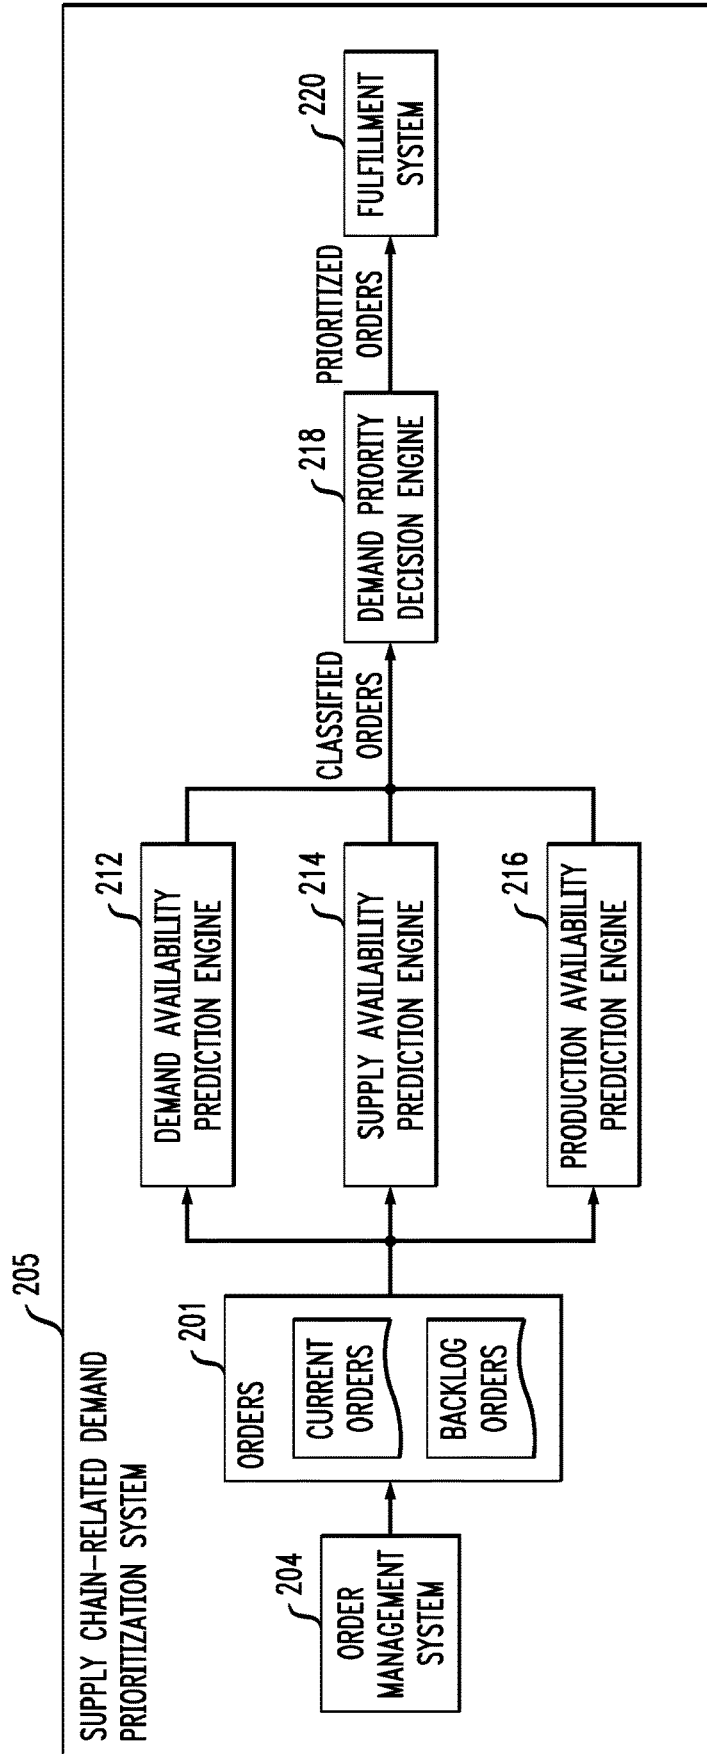 205
SUPPLY CHAIN-RELATED DEMAND
PRIORITIZATION SYSTEM
204
ORDER
MANAGEMENT
SYSTEM
201
ORDERS
CURRENT
ORDERS
BACKLOG
ORDERS
212
DEMAND AVAILABILITY
PREDICTION ENGINE
214
SUPPLY AVAILABILITY
PREDICTION ENGINE
216
PRODUCTION AVAILABILITY
PREDICTION ENGINE
CLASSIFIED
ORDERS
218
DEMAND PRIORITY
DECISION ENGINE
PRIORITIZED
ORDERS
220
FULFILLMENT
SYSTEM